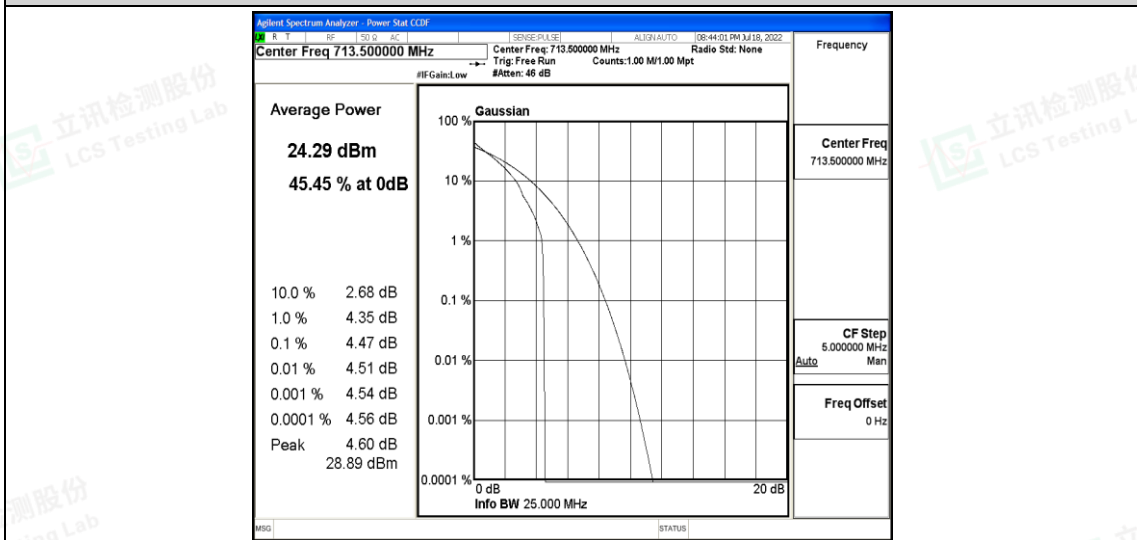 Agilent Spectrum Analyzer - Power Stat CCDF
R T RF 50 Ω AC SENSE:PULSE ALIGNAUTO 08:44:01 PM Jul 18, 2022
Center Freq 713.500000 MHz
Center Freq: 713.500000 MHz Radio Std: None
Trig: Free Run Counts:1.00 M/1.00 Mpt
#IFGain:Low #Atten: 46 dB
Frequency
Average Power
24.29 dBm
45.45 % at 0dB
10.0 % 2.68 dB
1.0 % 4.35 dB
0.1 % 4.47 dB
0.01 % 4.51 dB
0.001 % 4.54 dB
0.0001 % 4.56 dB
Peak 4.60 dB
28.89 dBm
Gaussian
100 %
10 %
1 %
0.1 %
0.01 %
0.001 %
0.0001 %
0 dB 20 dB
Info BW 25.000 MHz
Center Freq
713.500000 MHz
CF Step
5.000000 MHz
Auto Man
Freq Offset
0 Hz
MSG STATUS
立讯检测股份
LCS Testing Lab
立讯检测股份
LCS Testing L
测股份
ing Lab
立